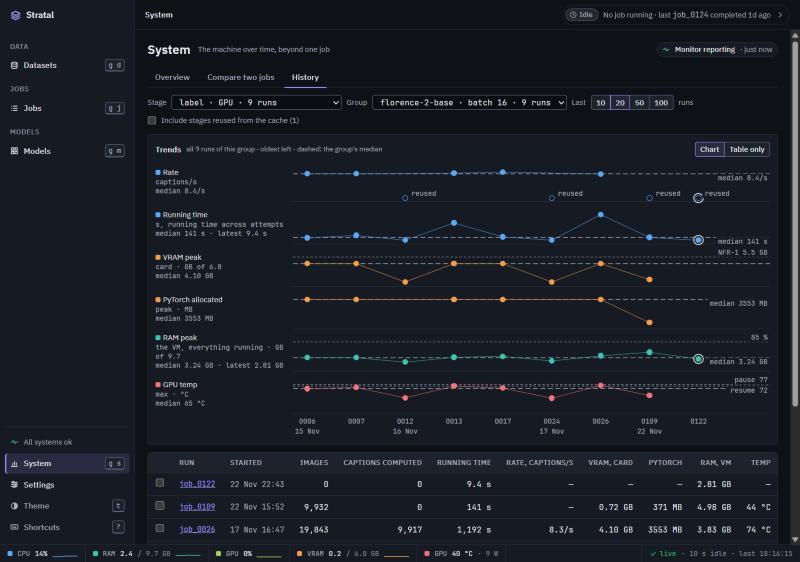 Stratal
System
Idle
No job running · last job_0124 completed 1d ago
DATA
Datasets
g d
JOBS
Jobs
g j
MODELS
Models
g m
System
The machine over time, beyond one job
Monitor reporting · just now
Overview
Compare two jobs
History
Stage
label · GPU · 9 runs
Group
florence-2-base · batch 16 · 9 runs
Last
10
20
50
100
runs
Include stages reused from the cache (1)
Trends
all 9 runs of this group · oldest left · dashed: the group's median
Chart
Table only
Rate
captions/s
median 8.4/s
median 8.4/s
reused
reused
reused
reused
Running time
s, running time across attempts
median 141 s · latest 9.4 s
median 141 s
VRAM peak
card · GB of 6.0
median 4.10 GB
NFR-1 5.5 GB
PyTorch allocated
peak · MB
median 3553 MB
median 3553 MB
RAM peak
the VM, everything running · GB
of 9.7
median 3.24 GB · latest 2.81 GB
85 %
median 3.24 GB
GPU temp
max · °C
median 65 °C
pause 77
resume 72
0006
0007
0012
0013
0017
0024
0026
0109
0122
15 Nov
16 Nov
17 Nov
22 Nov
RUN STARTED IMAGES CAPTIONS COMPUTED RUNNING TIME RATE, CAPTIONS/S VRAM, CARD PYTORCH RAM, VM TEMP
job_0122 22 Nov 22:43 0 0 9.4 s — — — 2.81 GB —
job_0109 22 Nov 15:52 9,932 0 141 s — 0.72 GB 371 MB 4.98 GB 44 °C
job_0026 17 Nov 16:47 19,843 9,917 1,192 s 8.3/s 4.10 GB 3553 MB 3.83 GB 74 °C
All systems ok
System
g s
Settings
Theme
t
Shortcuts
?
CPU 14%
RAM 2.4 / 9.7 GB
GPU 0%
VRAM 0.2 / 6.0 GB
GPU 40 °C · 9 W
live · 10 s idle · last 18:16:15